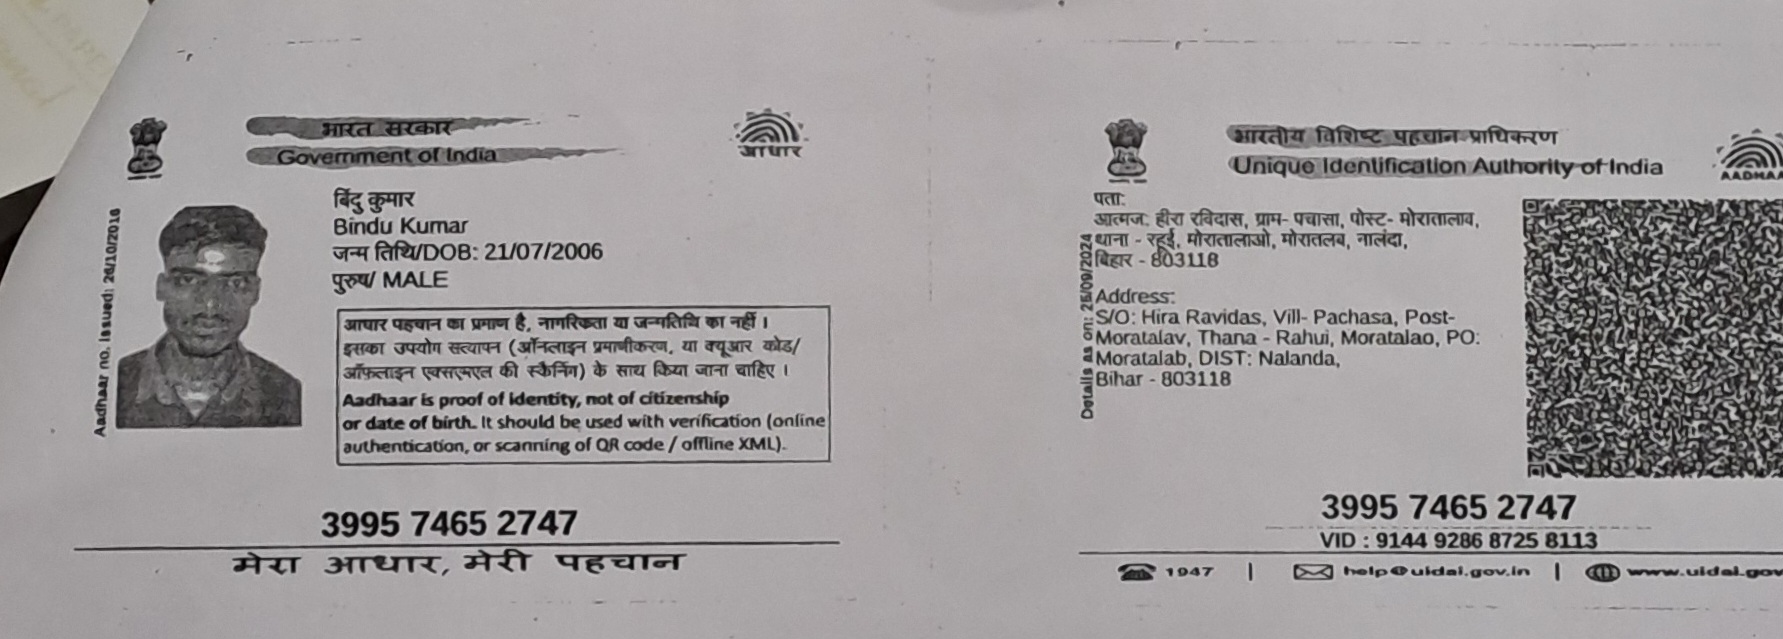 भारत सरकार
Government of India
आधार
Aadhaar no. issued: 26/10/2016
बिंदु कुमार
Bindu Kumar
जन्म तिथि/DOB: 21/07/2006
पुरुष/ MALE
आधार पहचान का प्रमाण है, नागरिकता या जन्मतिथि का नहीं ।
इसका उपयोग सत्यापन (ऑनलाइन प्रमाणीकरण, या क्यूआर कोड/
ऑफ़लाइन एक्सएमएल की स्कैनिंग) के साथ किया जाना चाहिए ।
Aadhaar is proof of identity, not of citizenship
or date of birth. It should be used with verification (online
authentication, or scanning of QR code / offline XML).
3995 7465 2747
मेरा आधार, मेरी पहचान
भारतीय विशिष्ट पहचान प्राधिकरण
Unique Identification Authority of India
AADHAA
Details as on: 25/09/2024
पता:
आत्मज: हीरा रविदास, ग्राम- पचासा, पोस्ट- मोरातालाव,
थाना - रहुई, मोरातालाओ, मोरातलब, नालंदा,
बिहार - 803118
Address:
S/O: Hira Ravidas, Vill- Pachasa, Post-
Moratalav, Thana - Rahui, Moratalao, PO:
Moratalab, DIST: Nalanda,
Bihar - 803118
3995 7465 2747
VID : 9144 9286 8725 8113
1947 | help@uidai.gov.in | www.uidai.gov